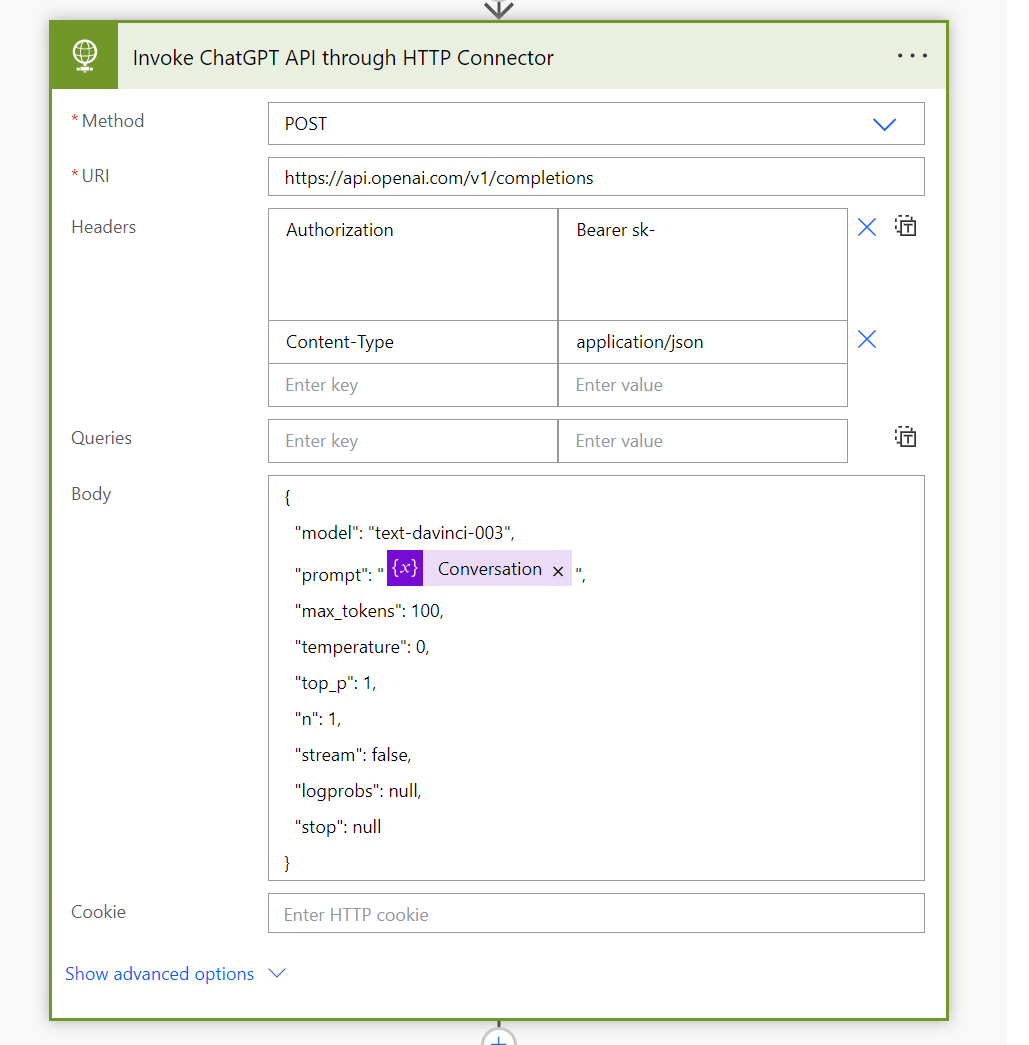 Invoke ChatGPT API through HTTP Connector
* Method
POST
* URI
https://api.openai.com/v1/completions
Headers
Authorization
Bearer sk-
Content-Type
application/json
Enter key
Enter value
Queries
Enter key
Enter value
Body
{
"model": "text-davinci-003",
"prompt": " {x} Conversation × ",
"max_tokens": 100,
"temperature": 0,
"top_p": 1,
"n": 1,
"stream": false,
"logprobs": null,
"stop": null
}
Cookie
Enter HTTP cookie
Show advanced options